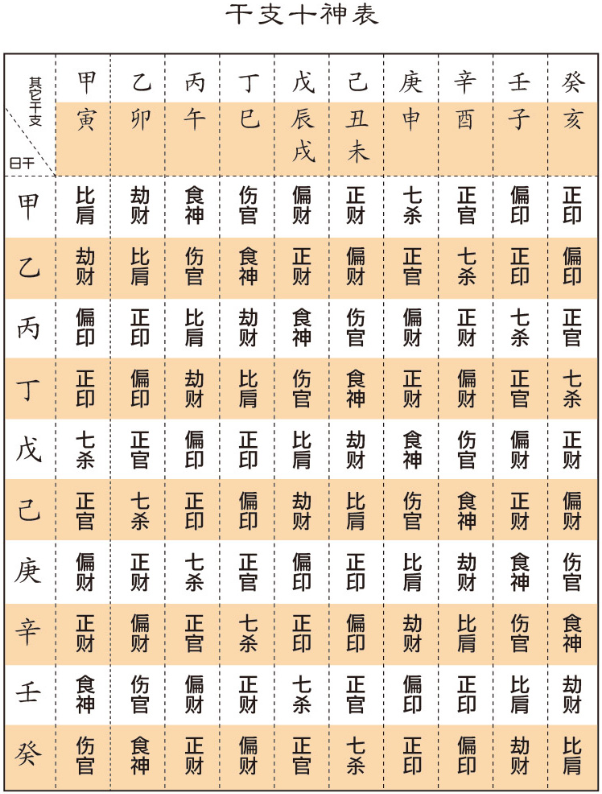 干支十神表
其它干支 甲 乙 丙 丁 戊 己 庚 辛 壬 癸
日干 寅 卯 午 巳 辰戌 丑未 申 酉 子 亥
甲 比肩 劫财 食神 伤官 偏财 正财 七杀 正官 偏印 正印
乙 劫财 比肩 伤官 食神 正财 偏财 正官 七杀 正印 偏印
丙 偏印 正印 比肩 劫财 食神 伤官 偏财 正财 七杀 正官
丁 正印 偏印 劫财 比肩 伤官 食神 正财 偏财 正官 七杀
戊 七杀 正官 偏印 正印 比肩 劫财 食神 伤官 偏财 正财
己 正官 七杀 正印 偏印 劫财 比肩 伤官 食神 正财 偏财
庚 偏财 正财 七杀 正官 偏印 正印 比肩 劫财 食神 伤官
辛 正财 偏财 正官 七杀 正印 偏印 劫财 比肩 伤官 食神
壬 食神 伤官 偏财 正财 七杀 正官 偏印 正印 比肩 劫财
癸 伤官 食神 正财 偏财 正官 七杀 正印 偏印 劫财 比肩